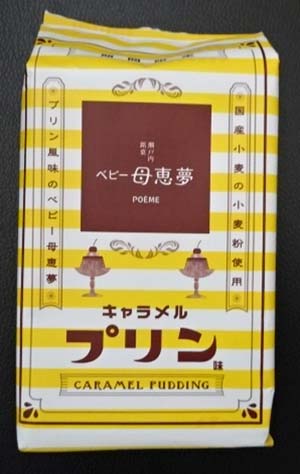 国産小麦の小麦粉使用
瀬戸内
銘菓
ベビー母恵夢
POÈME
プリン風味のベビー母恵夢
キャラメル
プリン味
CARAMEL PUDDING